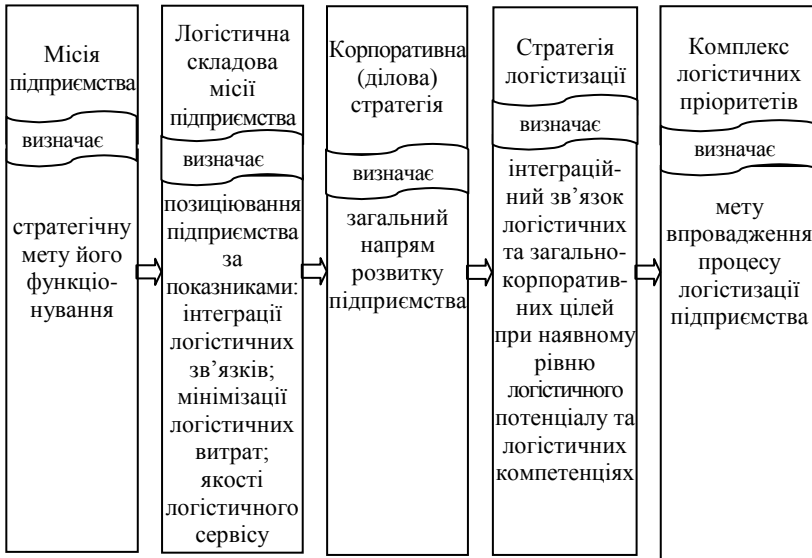 Місія
підприємства
визначає
стратегічну
мету його
функціо-
нування
Логістична
складова
місії
підприємства
визначає
позиціювання
підприємства
за
показниками:
інтеграції
логістичних
зв’язків;
мінімізації
логістичних
витрат;
якості
логістичного
сервісу
Корпоративна
(ділова)
стратегія
визначає
загальний
напрям
розвитку
підприємства
Стратегія
логістизації
визначає
інтеграцій-
ний зв’язок
логістичних
та загально-
корпоратив-
них цілей
при наявному
рівню
логістичного
потенціалу та
логістичних
компетенціях
Комплекс
логістичних
пріоритетів
визначає
мету
впровадження
процесу
логістизації
підприємства